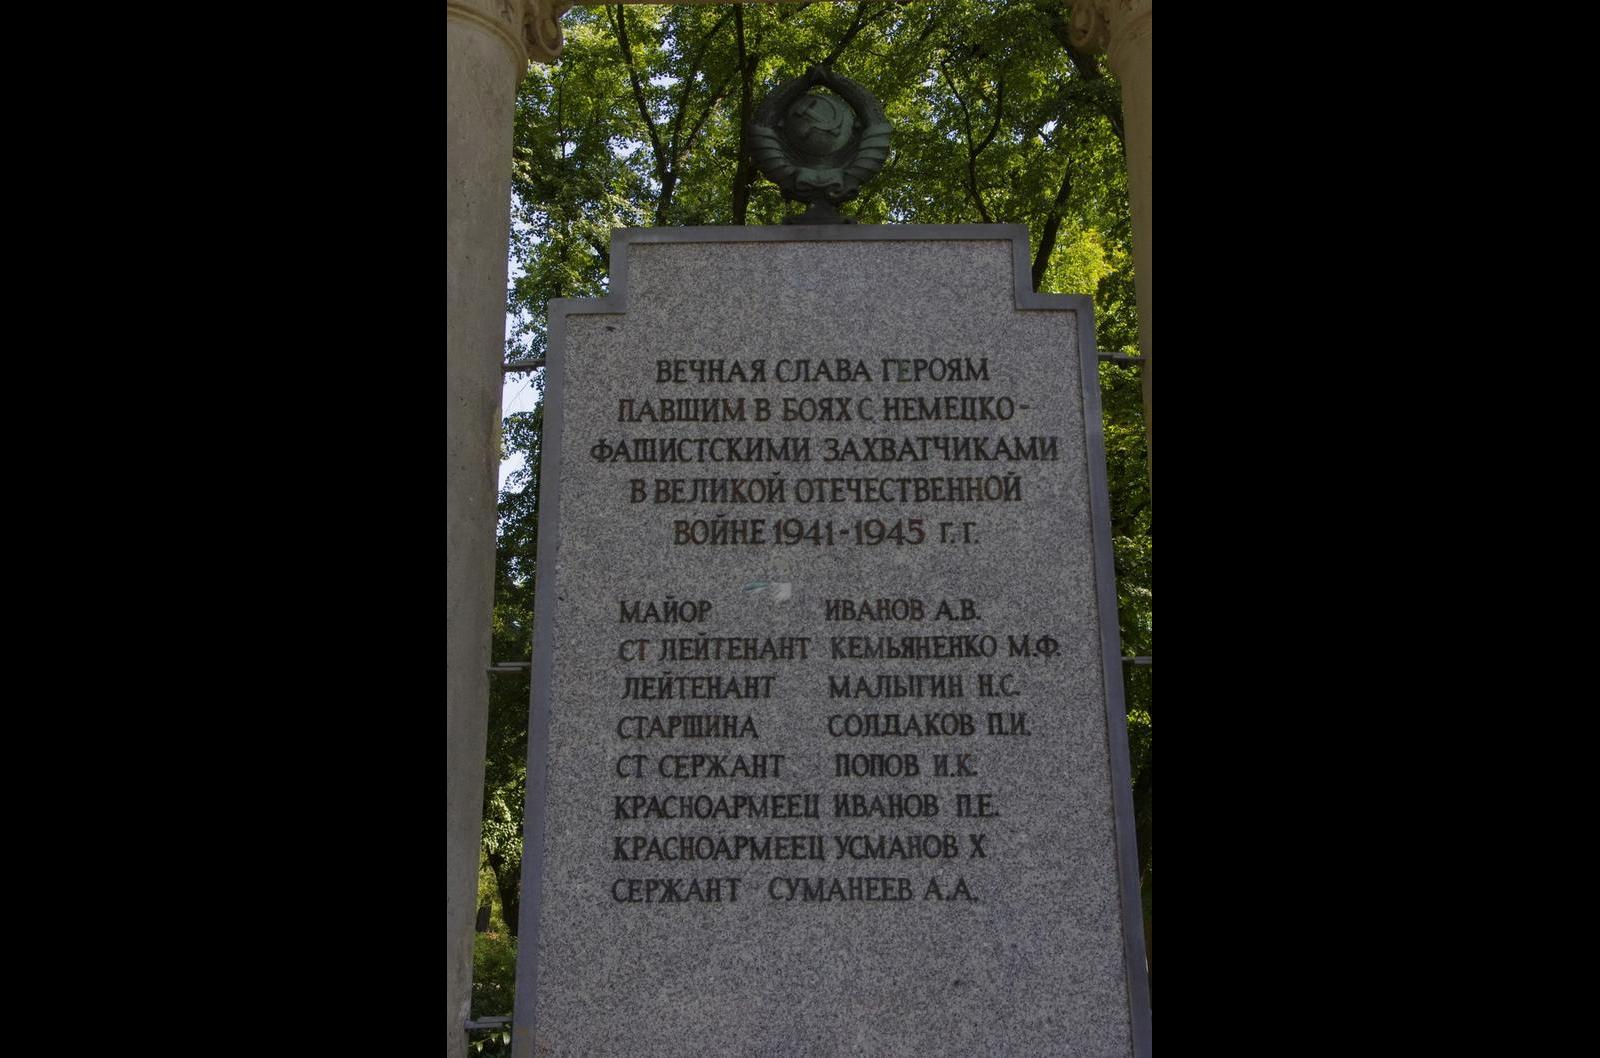 ВЕЧНАЯ СЛАВА ГЕРОЯМ
ПАВШИМ В БОЯХ С НЕМЕЦКО-
ФАШИСТСКИМИ ЗАХВАТЧИКАМИ
В ВЕЛИКОЙ ОТЕЧЕСТВЕННОЙ
ВОЙНЕ 1941-1945 Г.Г.
МАЙОР ИВАНОВ А.В.
СТ ЛЕЙТЕНАНТ КЕМЬЯНЕНКО М.Ф.
ЛЕЙТЕНАНТ МАЛЫГИН Н.С.
СТАРШИНА СОЛДАКОВ П.И.
СТ СЕРЖАНТ ПОПОВ И.К.
КРАСНОАРМЕЕЦ ИВАНОВ П.Е.
КРАСНОАРМЕЕЦ УСМАНОВ Х
СЕРЖАНТ СУМАНЕЕВ А.А.